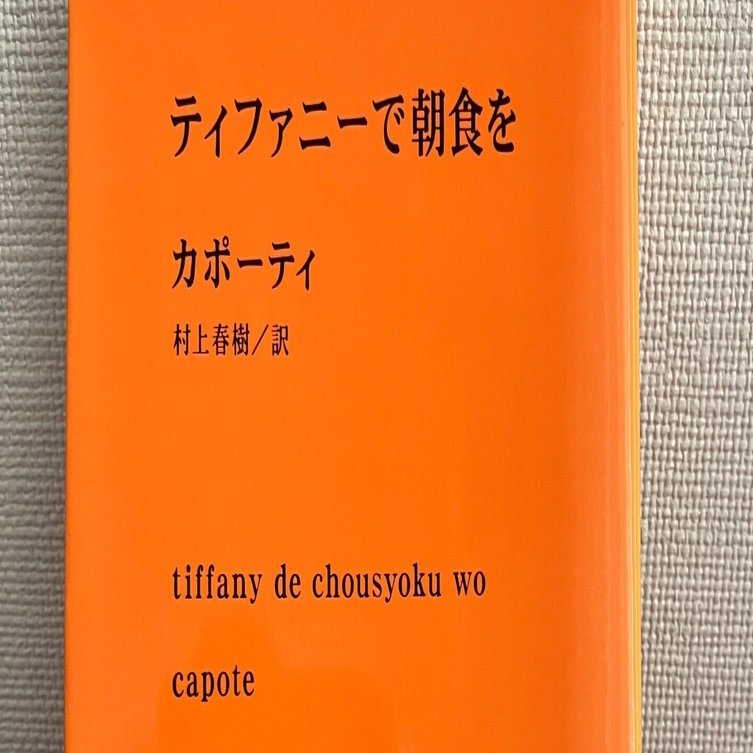 ティファニーで朝食を
カポーティ
村上春樹/訳
tiffany de chousyoku wo
capote